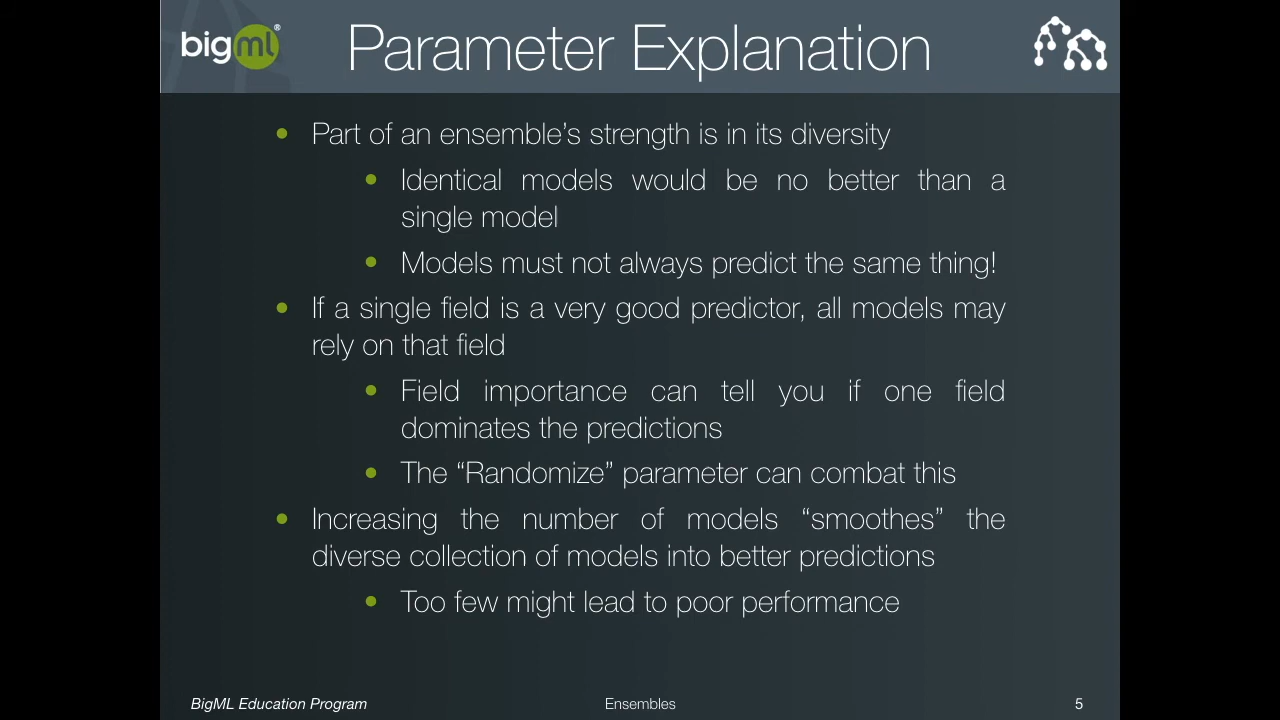 bigml®
Parameter Explanation
Part of an ensemble’s strength is in its diversity
Identical models would be no better than a
single model
Models must not always predict the same thing!
If a single field is a very good predictor, all models may
rely on that field
Field importance can tell you if one field
dominates the predictions
The “Randomize” parameter can combat this
Increasing the number of models “smoothes” the
diverse collection of models into better predictions
Too few might lead to poor performance
BigML Education Program
Ensembles
5